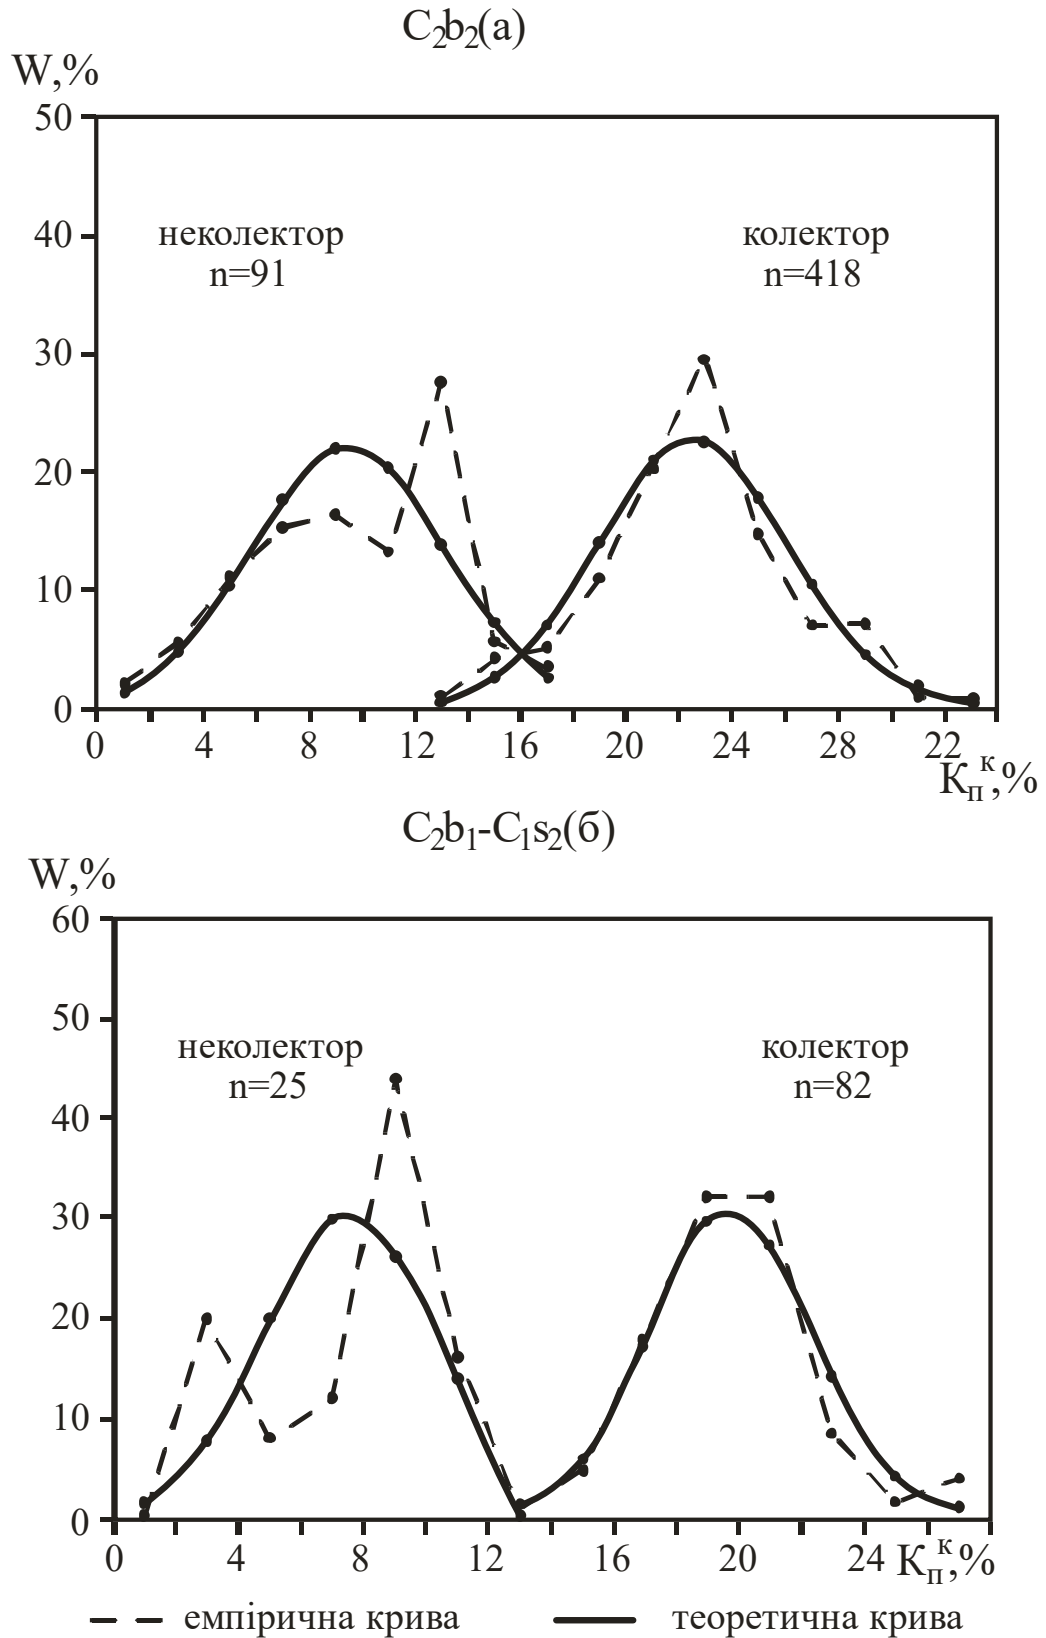 C₂b₂(а)
W,%
50
40
30
20
10
0
неколектор
n=91
колектор
n=418
0 4 8 12 16 20 24 28 22
Kпᴷ,%
C₂b₁-C₁s₂(б)
W,%
60
50
40
30
20
10
0
неколектор
n=25
колектор
n=82
0 4 8 12 16 20 24 Kпᴷ,%
емпірична крива теоретична крива